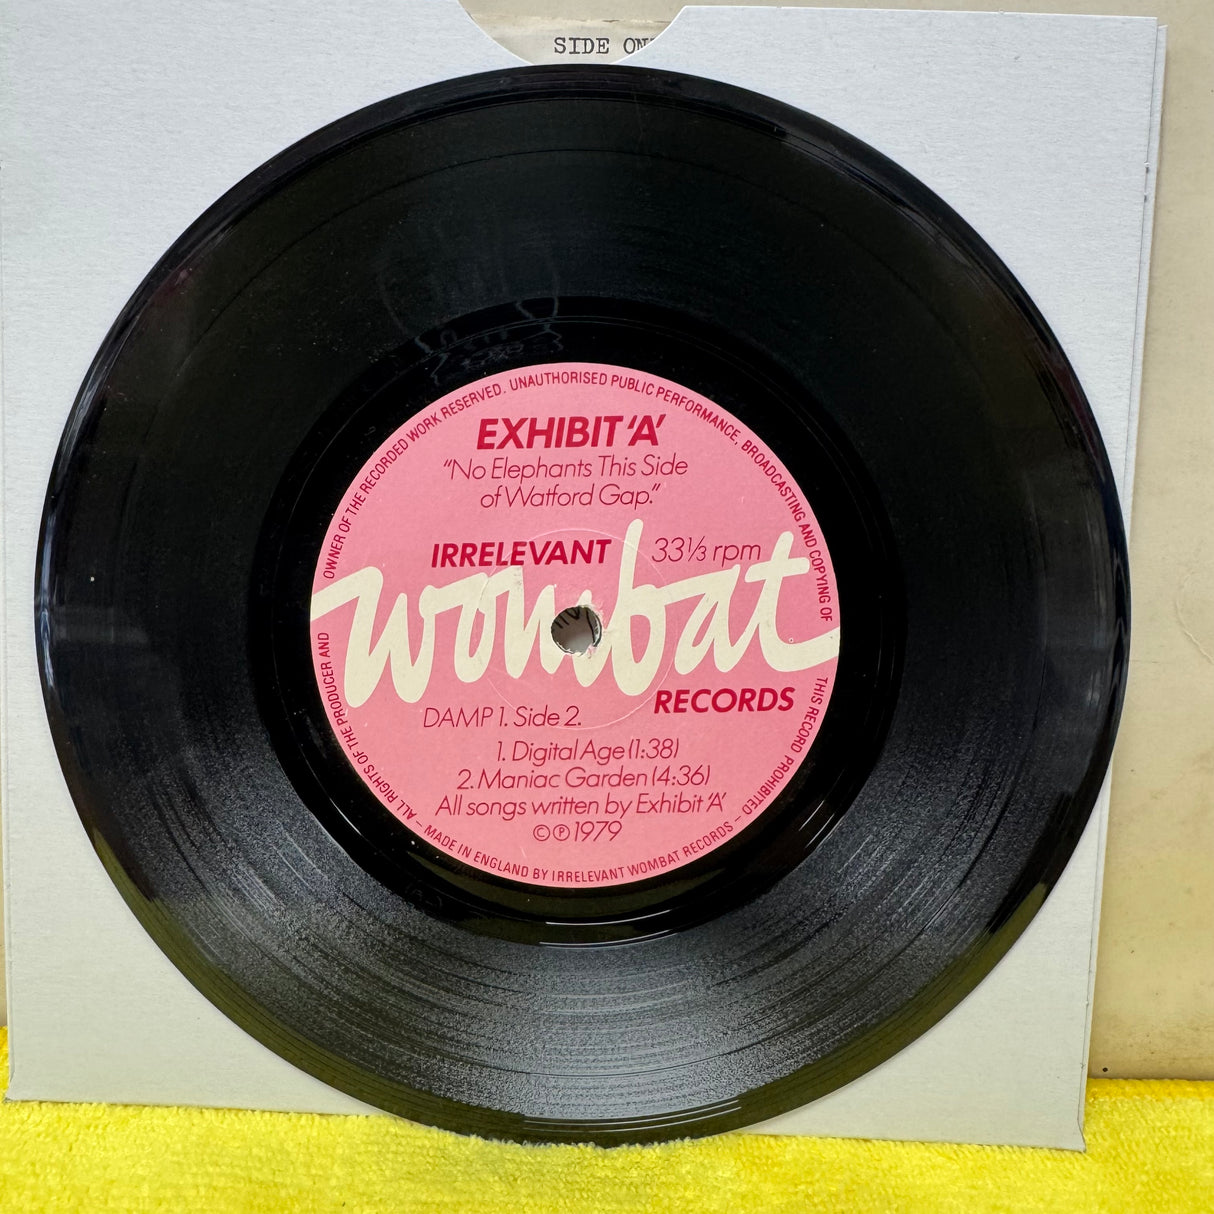 SIDE ON
EXHIBIT 'A'
"No Elephants This Side
of Watford Gap."
IRRELEVANT 33⅓ rpm
wombat
RECORDS
DAMP 1. Side 2.
1. Digital Age (1:38)
2. Maniac Garden (4:36)
All songs written by Exhibit 'A'
©℗1979
ALL RIGHTS OF THE PRODUCER AND OWNER OF THE RECORDED WORK RESERVED. UNAUTHORISED PUBLIC PERFORMANCE, BROADCASTING AND COPYING OF THIS RECORD PROHIBITED – MADE IN ENGLAND BY IRRELEVANT WOMBAT RECORDS –